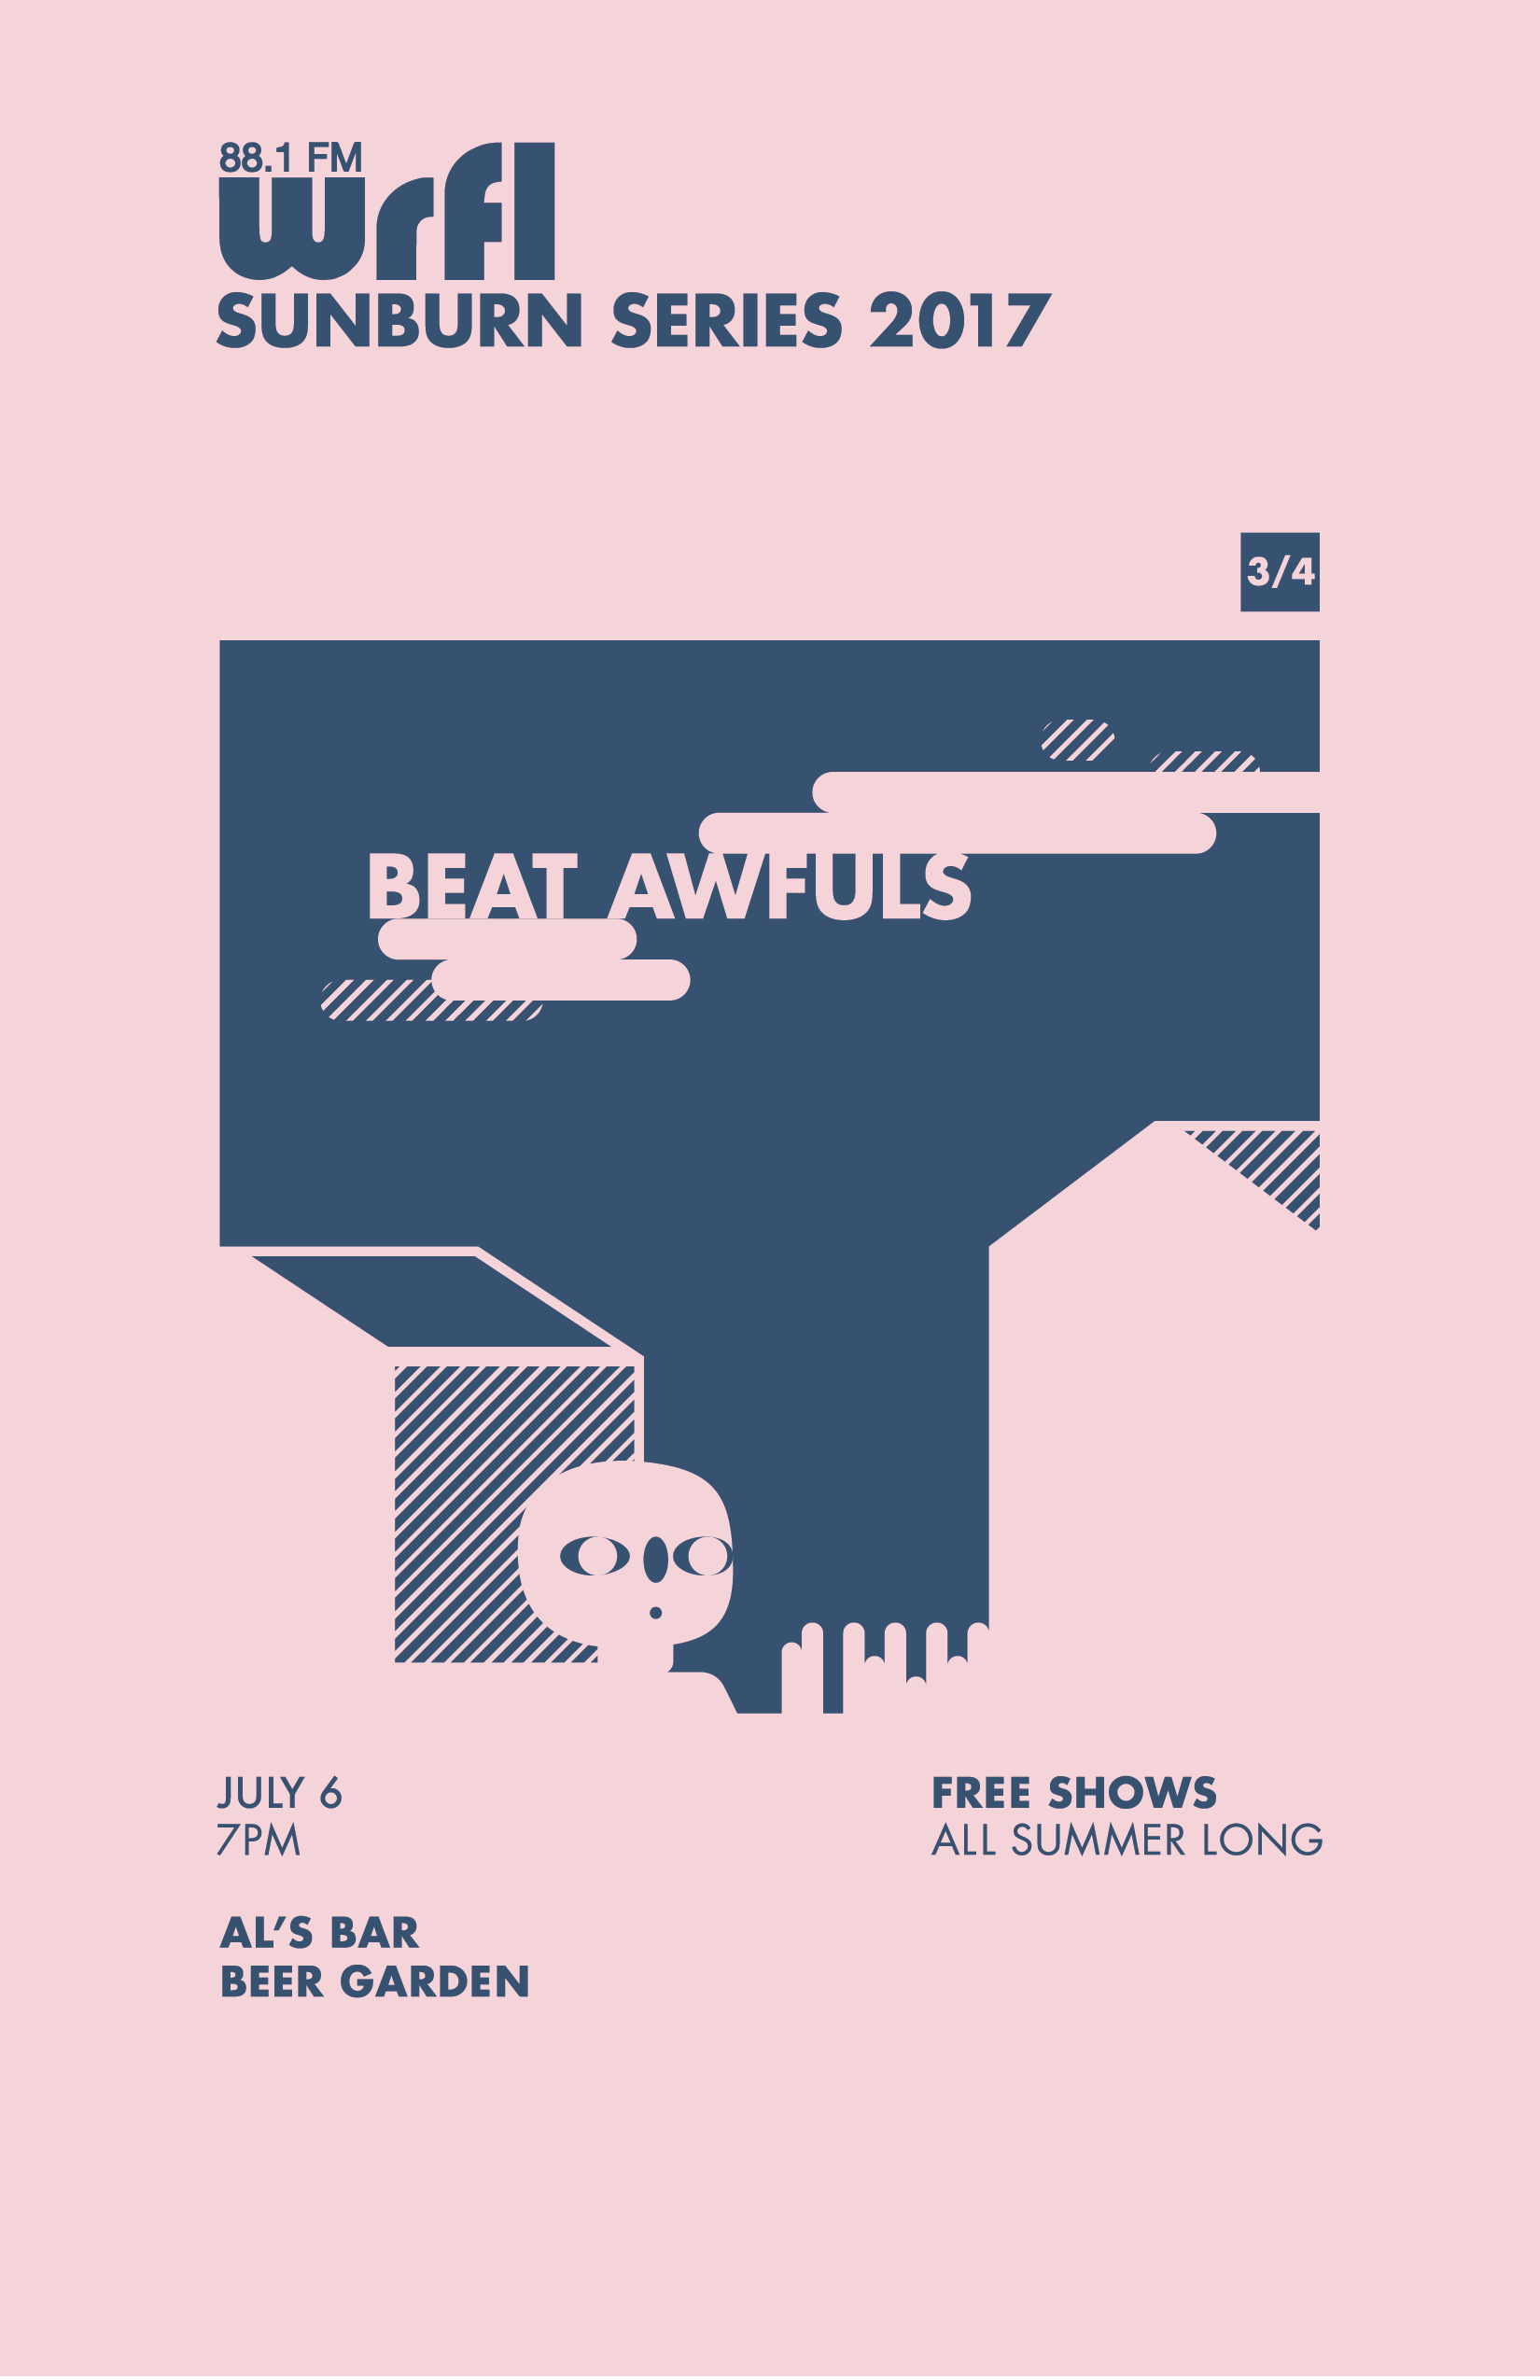 88.1 FM
wrfl
SUNBURN SERIES 2017
3/4
BEAT AWFULS
JULY 6
7PM
AL’S BAR
BEER GARDEN
FREE SHOWS
ALL SUMMER LONG